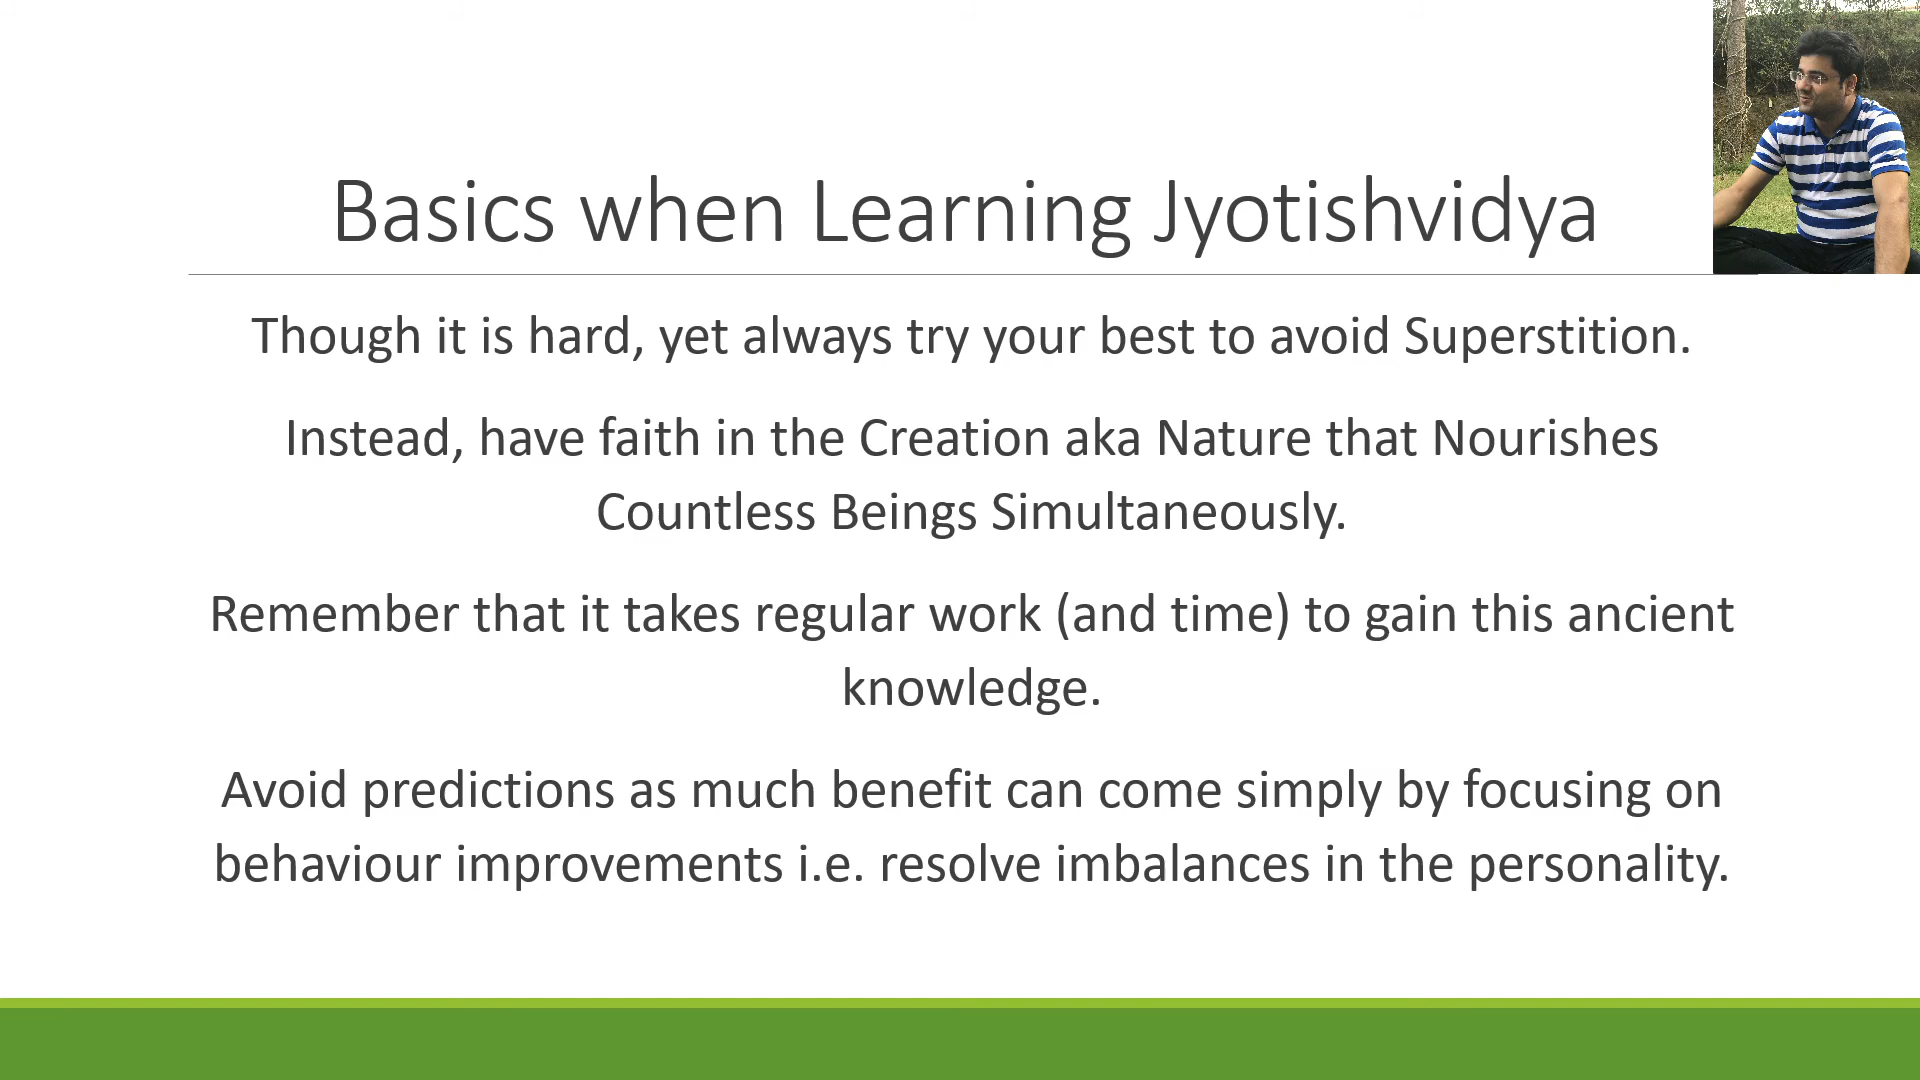 Basics when Learning Jyotishvidya
Though it is hard, yet always try your best to avoid Superstition.
Instead, have faith in the Creation aka Nature that Nourishes
Countless Beings Simultaneously.
Remember that it takes regular work (and time) to gain this ancient
knowledge.
Avoid predictions as much benefit can come simply by focusing on
behaviour improvements i.e. resolve imbalances in the personality.